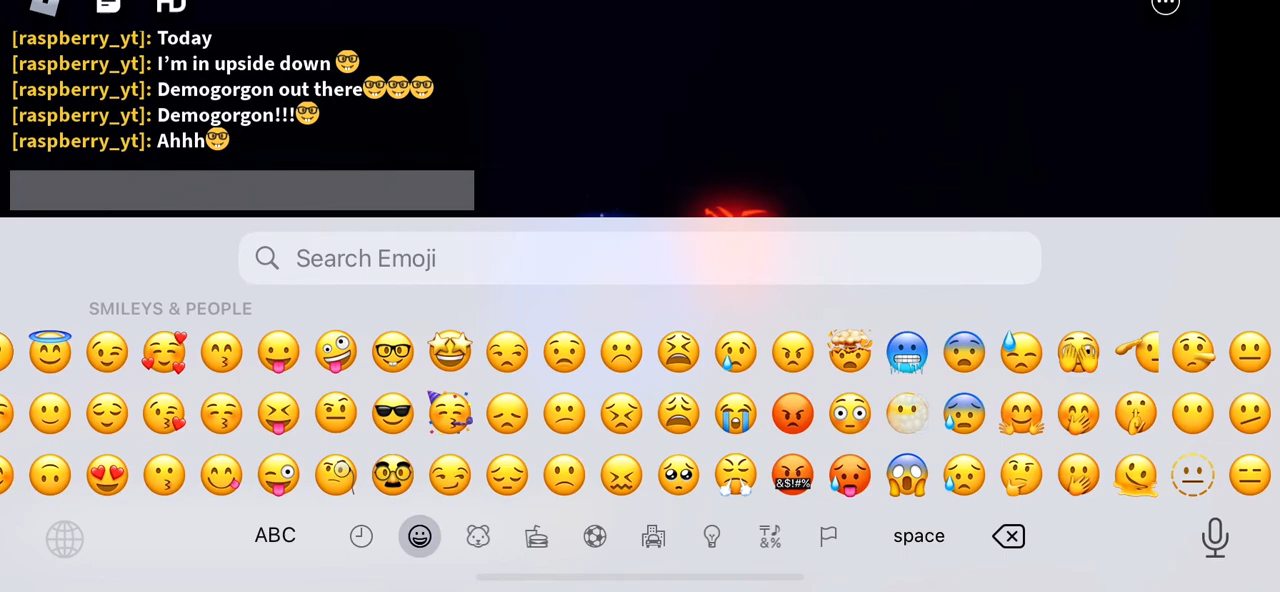 HD
[raspberry_yt]: Today
[raspberry_yt]: I'm in upside down 🤓
[raspberry_yt]: Demogorgon out there🤓🤓🤓
[raspberry_yt]: Demogorgon!!!🤓
[raspberry_yt]: Ahhh🤓
Search Emoji
SMILEYS & PEOPLE
&$!#%
ABC
&%
space